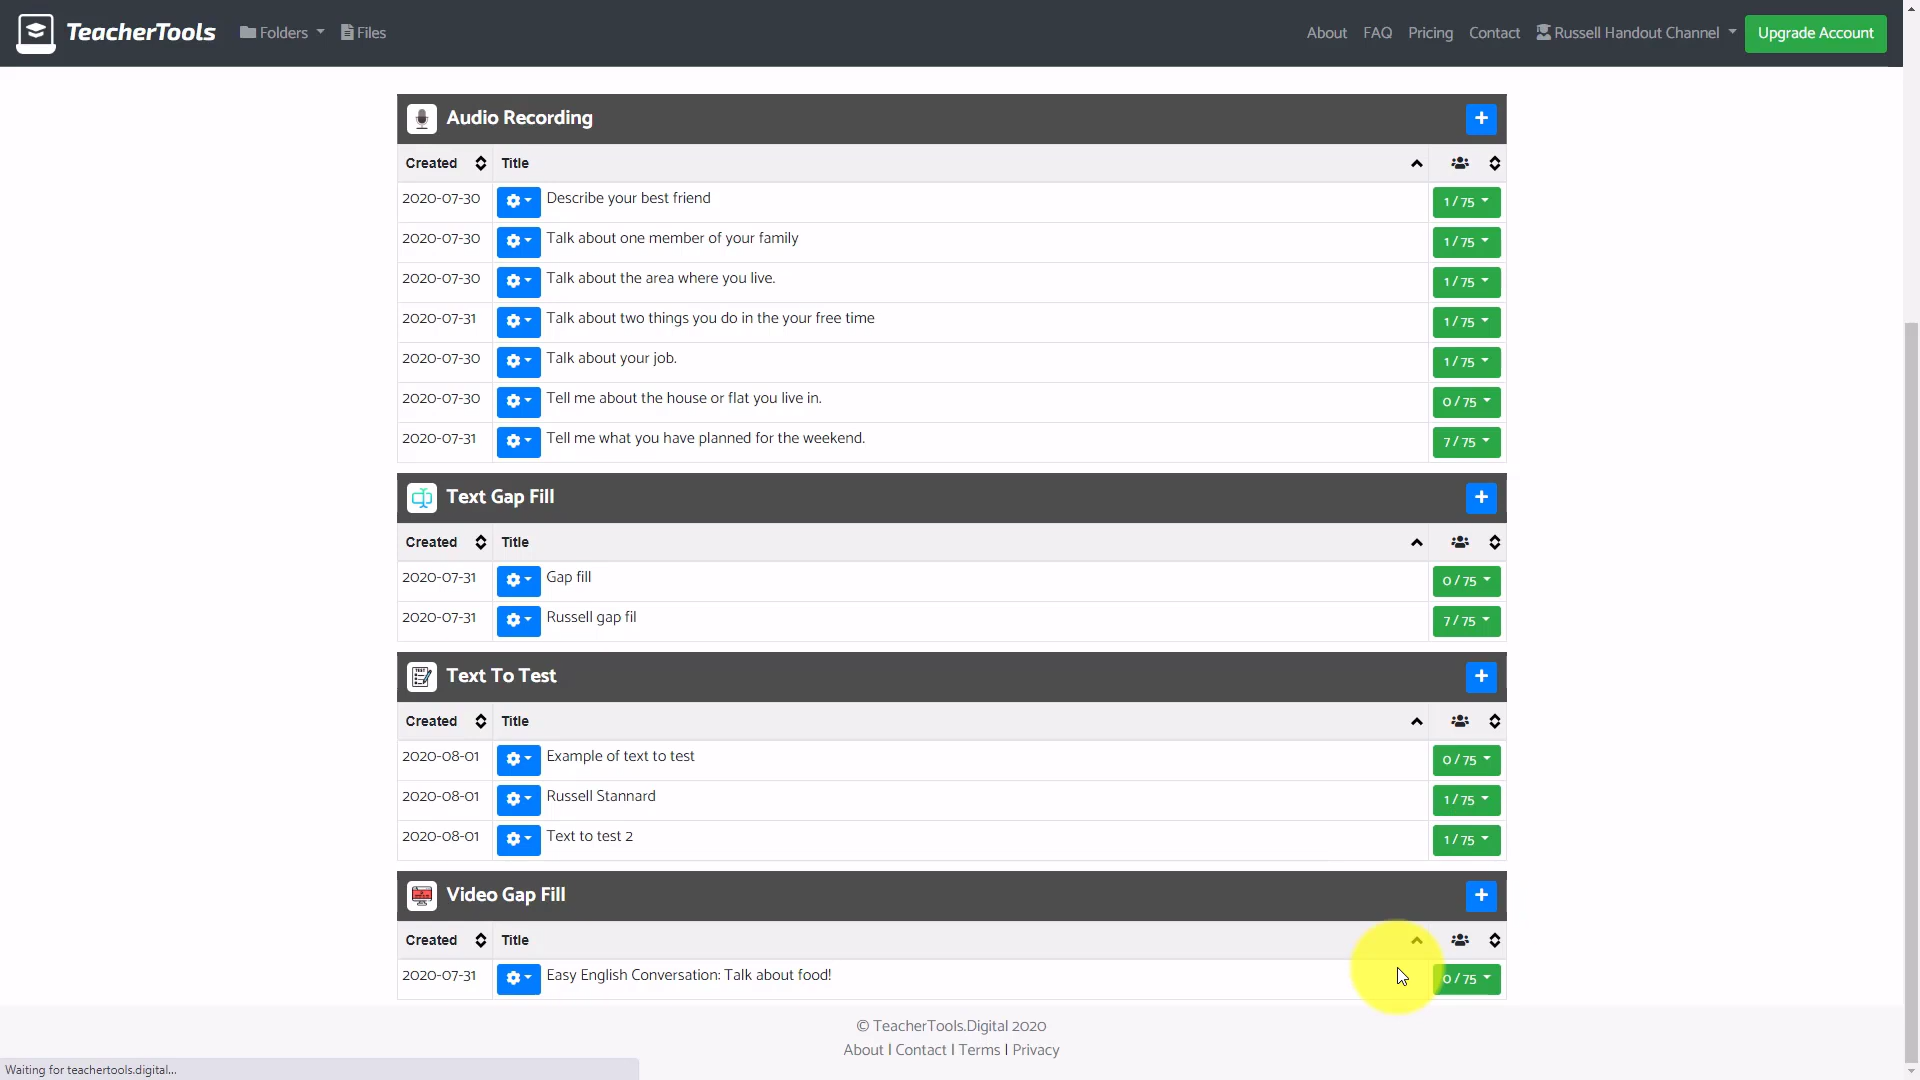 TeacherTools Folders Files About FAQ Pricing Contact Russell Handout Channel Upgrade Account
Audio Recording +
Created Title
2020-07-30 Describe your best friend 1 / 75
2020-07-30 Talk about one member of your family 1 / 75
2020-07-30 Talk about the area where you live. 1 / 75
2020-07-31 Talk about two things you do in the your free time 1 / 75
2020-07-30 Talk about your job. 1 / 75
2020-07-30 Tell me about the house or flat you live in. 0 / 75
2020-07-31 Tell me what you have planned for the weekend. 7 / 75
Text Gap Fill +
Created Title
2020-07-31 Gap fill 0 / 75
2020-07-31 Russell gap fil 7 / 75
Text To Test +
Created Title
2020-08-01 Example of text to test 0 / 75
2020-08-01 Russell Stannard 1 / 75
2020-08-01 Text to test 2 1 / 75
Video Gap Fill +
Created Title
2020-07-31 Easy English Conversation: Talk about food! 0 / 75
© TeacherTools.Digital 2020
About | Contact | Terms | Privacy
Waiting for teachertools.digital...